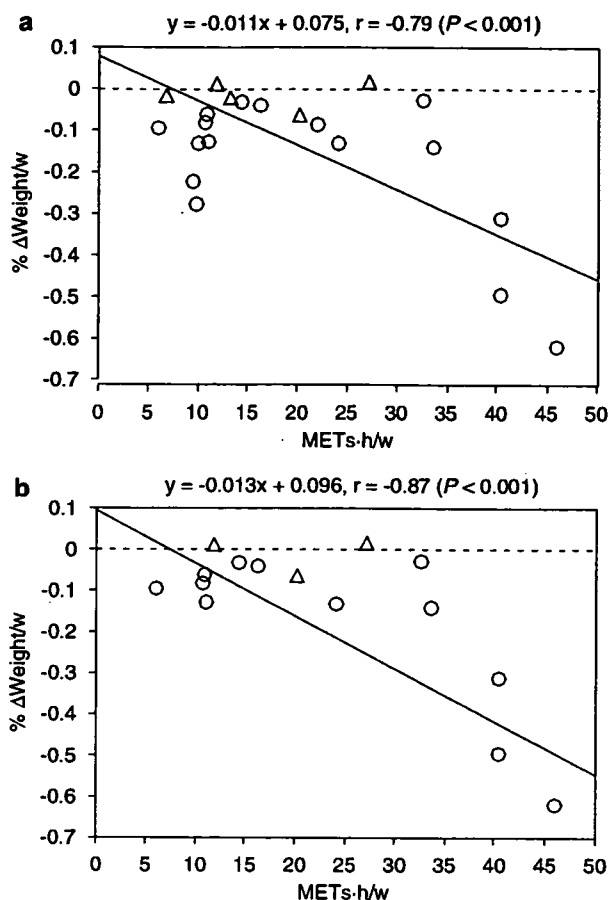 a
y = -0.011x + 0.075, r = -0.79 (P < 0.001)
0.1
0
-0.1
-0.2
-0.3
-0.4
-0.5
-0.6
-0.7
% ΔWeight/w
0 5 10 15 20 25 30 35 40 45 50
METs·h/w
b
y = -0.013x + 0.096, r = -0.87 (P < 0.001)
0.1
0
-0.1
-0.2
-0.3
-0.4
-0.5
-0.6
-0.7
% ΔWeight/w
0 5 10 15 20 25 30 35 40 45 50
METs·h/w